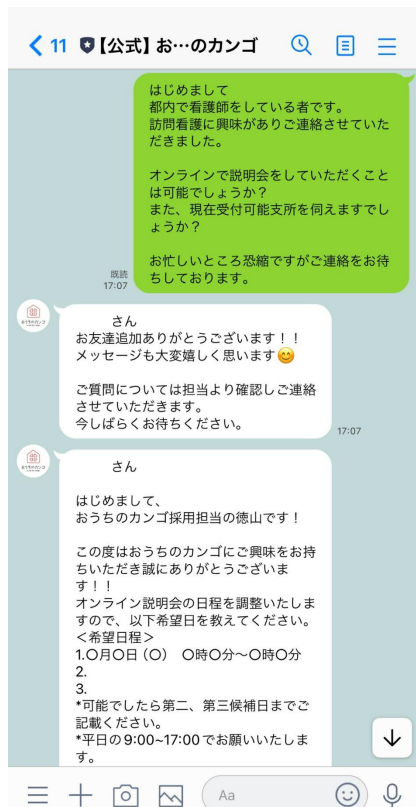 11
【公式】お…のカンゴ
はじめまして
都内で看護師をしている者です。
訪問看護に興味がありご連絡させていた
だきました。
オンラインで説明会をしていただくこと
は可能でしょうか？
また、現在受付可能支所を伺えますでし
ょうか？
お忙しいところ恐縮ですがご連絡をお待
ちしております。
既読
17:07
おうちのカンゴ
さん
お友達追加ありがとうございます！！
メッセージも大変嬉しく思います😊
ご質問については担当より確認しご連絡
させていただきます。
今しばらくお待ちください。
17:07
おうちのカンゴ
さん
はじめまして、
おうちのカンゴ採用担当の徳山です！
この度はおうちのカンゴにご興味をお持
ちいただき誠にありがとうございま
す！！
オンライン説明会の日程を調整いたしま
すので、以下希望日を教えてください。
＜希望日程＞
1.〇月〇日（〇）　〇時〇分〜〇時〇分
2.
3.
*可能でしたら第二、第三候補日までご
記載ください。
*平日の9:00~17:00でお願いいたしま
す。
Aa